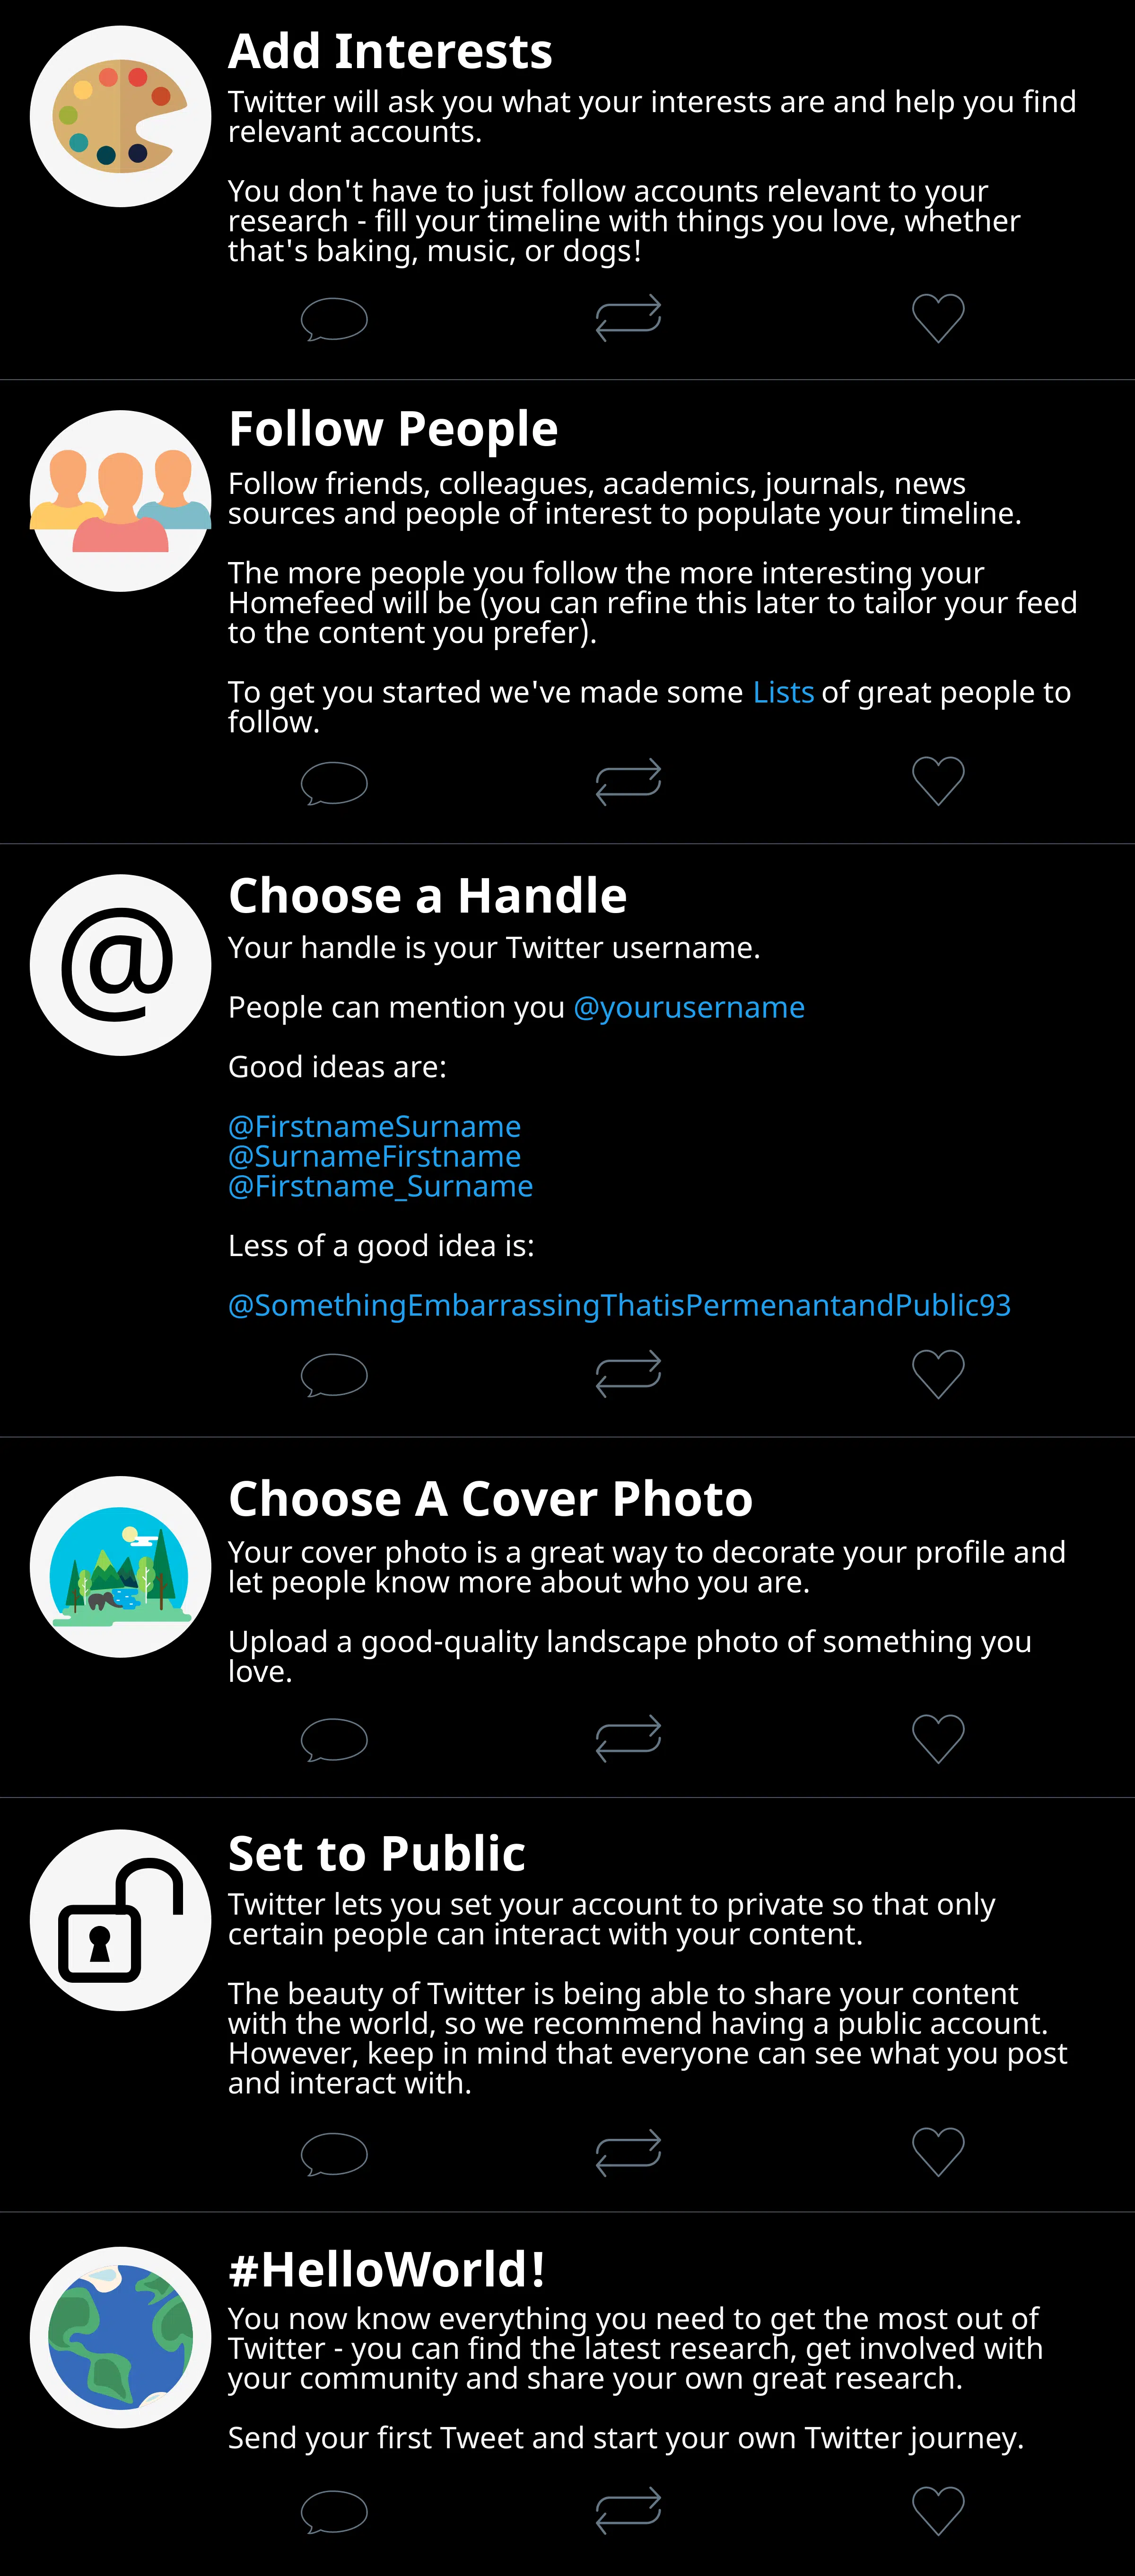 Add Interests
Twitter will ask you what your interests are and help you find
relevant accounts.
You don't have to just follow accounts relevant to your
research - fill your timeline with things you love, whether
that's baking, music, or dogs!
Follow People
Follow friends, colleagues, academics, journals, news
sources and people of interest to populate your timeline.
The more people you follow the more interesting your
Homefeed will be (you can refine this later to tailor your feed
to the content you prefer).
To get you started we've made some Lists of great people to
follow.
@
Choose a Handle
Your handle is your Twitter username.
People can mention you @yourusername
Good ideas are:
@FirstnameSurname
@SurnameFirstname
@Firstname_Surname
Less of a good idea is:
@SomethingEmbarrassingThatisPermenantandPublic93
Choose A Cover Photo
Your cover photo is a great way to decorate your profile and
let people know more about who you are.
Upload a good-quality landscape photo of something you
love.
Set to Public
Twitter lets you set your account to private so that only
certain people can interact with your content.
The beauty of Twitter is being able to share your content
with the world, so we recommend having a public account.
However, keep in mind that everyone can see what you post
and interact with.
#HelloWorld!
You now know everything you need to get the most out of
Twitter - you can find the latest research, get involved with
your community and share your own great research.
Send your first Tweet and start your own Twitter journey.